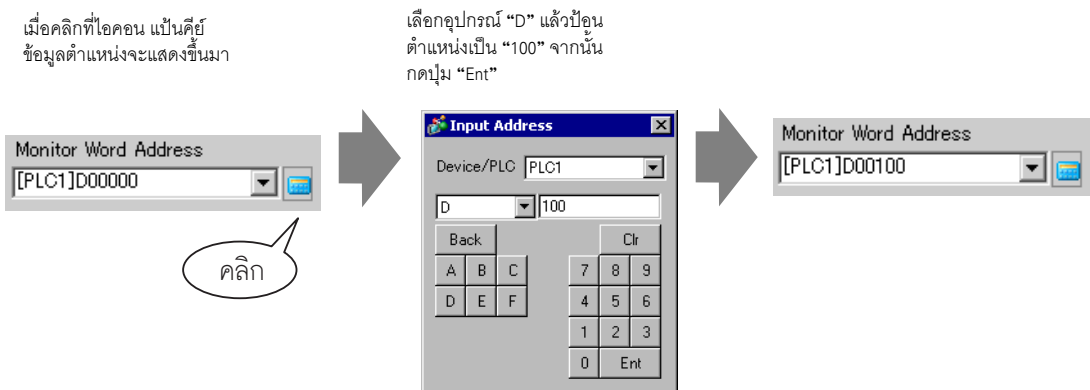 เมื่อคลิกที่ไอคอน แป้นคีย์
ข้อมูลตำแหน่งจะแสดงขึ้นมา
เลือกอุปกรณ์ “D” แล้วป้อน
ตำแหน่งเป็น “100” จากนั้น
กดปุ่ม “Ent”
Monitor Word Address
[PLC1]D00000
คลิก
Input Address
Device/PLC PLC1
D 100
Back Clr
A B C 7 8 9
D E F 4 5 6
1 2 3
0 Ent
Monitor Word Address
[PLC1]D00100